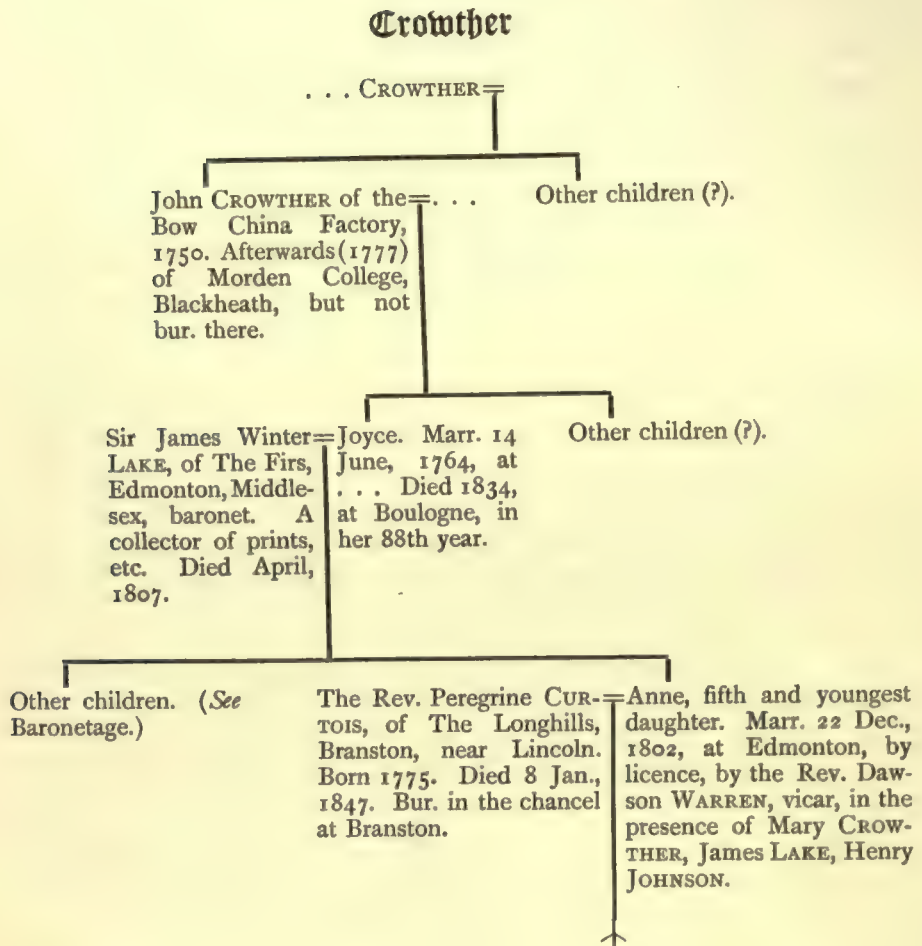 Crowther
. . . CROWTHER=
John CROWTHER of the=. . .
Bow China Factory,
1750. Afterwards (1777)
of Morden College,
Blackheath, but not
bur. there.
Other children (?).
Sir James Winter=
LAKE, of The Firs,
Edmonton, Middle-
sex, baronet. A
collector of prints,
etc. Died April,
1807.
Joyce. Marr. 14
June, 1764, at
. . . Died 1834,
at Boulogne, in
her 88th year.
Other children (?).
Other children. (See
Baronetage.)
The Rev. Peregrine CUR-=
TOIS, of The Longhills,
Branston, near Lincoln.
Born 1775. Died 8 Jan.,
1847. Bur. in the chancel
at Branston.
Anne, fifth and youngest
daughter. Marr. 22 Dec.,
1802, at Edmonton, by
licence, by the Rev. Daw-
son WARREN, vicar, in the
presence of Mary CROW-
THER, James LAKE, Henry
JOHNSON.